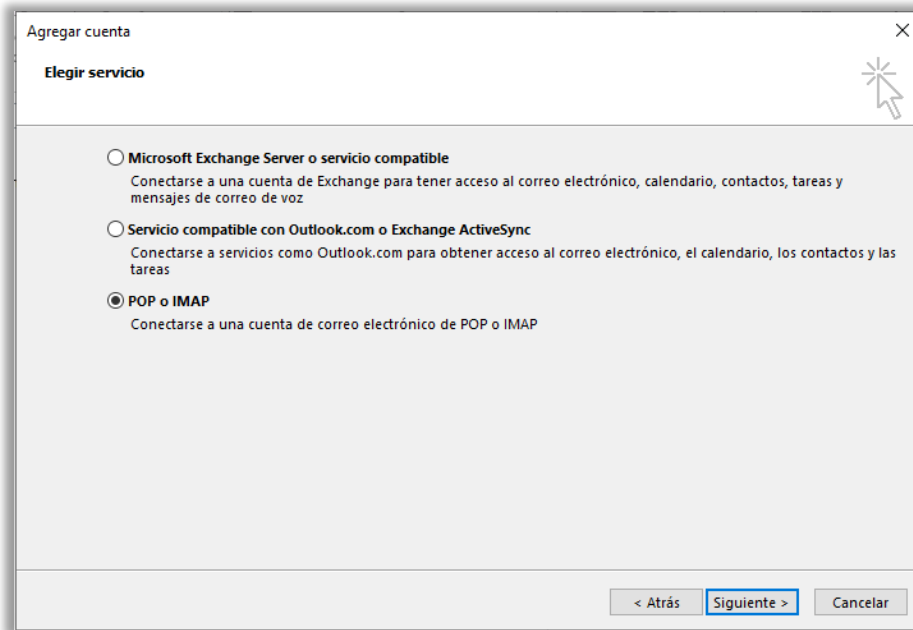 Agregar cuenta
Elegir servicio
Microsoft Exchange Server o servicio compatible
Conectarse a una cuenta de Exchange para tener acceso al correo electrónico, calendario, contactos, tareas y
mensajes de correo de voz
Servicio compatible con Outlook.com o Exchange ActiveSync
Conectarse a servicios como Outlook.com para obtener acceso al correo electrónico, el calendario, los contactos y las
tareas
POP o IMAP
Conectarse a una cuenta de correo electrónico de POP o IMAP
< Atrás
Siguiente >
Cancelar